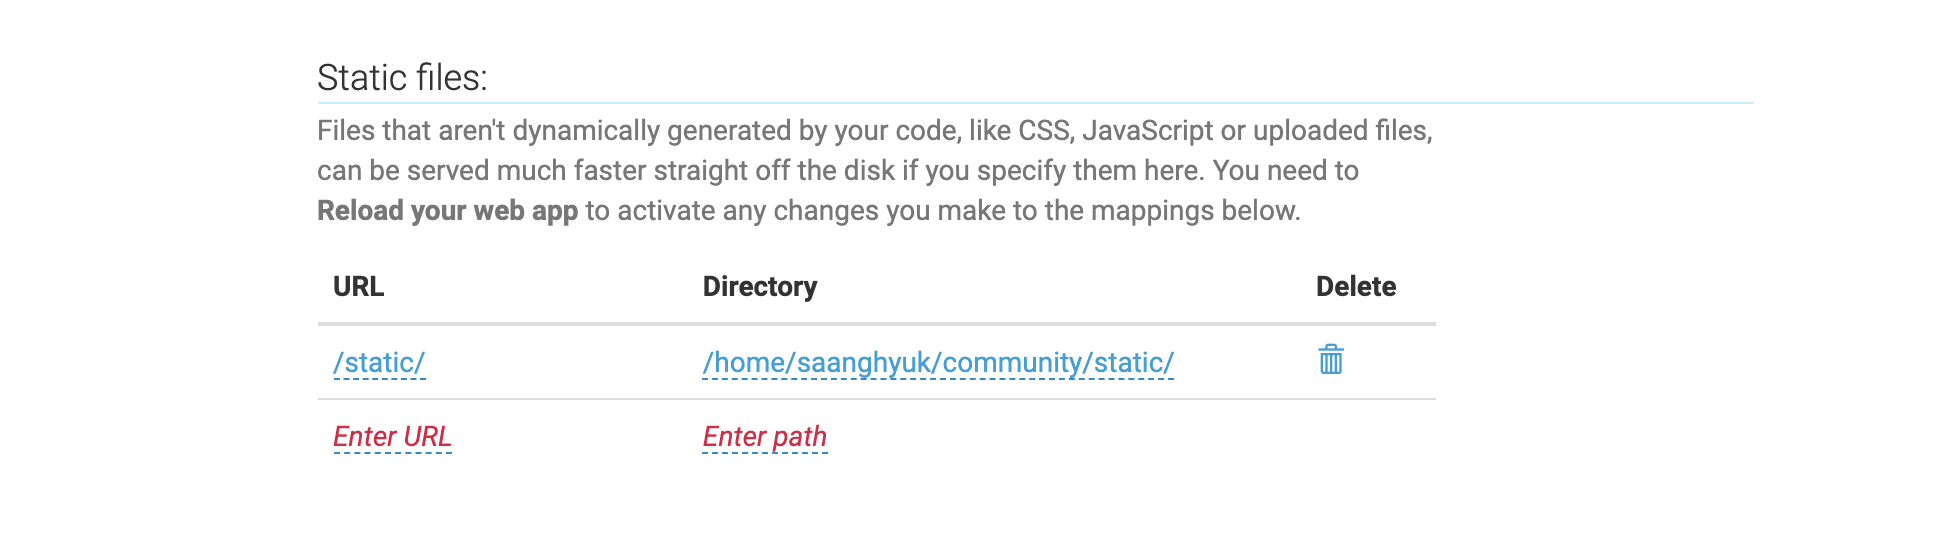 Static files:
Files that aren't dynamically generated by your code, like CSS, JavaScript or uploaded files,
can be served much faster straight off the disk if you specify them here. You need to
Reload your web app to activate any changes you make to the mappings below.
URL Directory Delete
/static/ /home/saanghyuk/community/static/
Enter URL Enter path